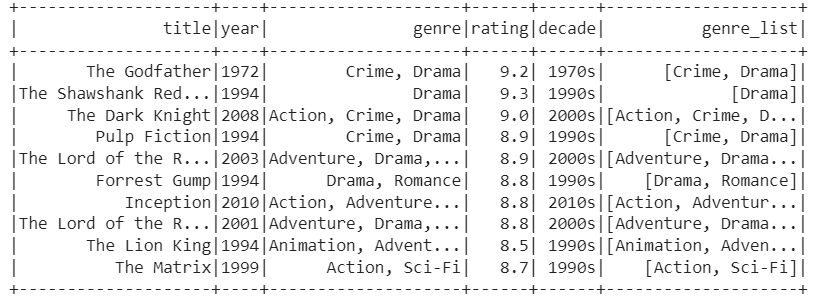 +--------------------+----+--------------------+------+------+--------------------+
|               title|year|               genre|rating|decade|          genre_list|
+--------------------+----+--------------------+------+------+--------------------+
|       The Godfather|1972|        Crime, Drama|   9.2| 1970s|      [Crime, Drama]|
|The Shawshank Red...|1994|               Drama|   9.3| 1990s|             [Drama]|
|     The Dark Knight|2008|Action, Crime, Drama|   9.0| 2000s|[Action, Crime, D...|
|        Pulp Fiction|1994|        Crime, Drama|   8.9| 1990s|      [Crime, Drama]|
|The Lord of the R...|2003|Adventure, Drama,...|   8.9| 2000s|[Adventure, Drama...|
|        Forrest Gump|1994|      Drama, Romance|   8.8| 1990s|    [Drama, Romance]|
|           Inception|2010|Action, Adventure...|   8.8| 2010s|[Action, Adventur...|
|The Lord of the R...|2001|Adventure, Drama,...|   8.8| 2000s|[Adventure, Drama...|
|       The Lion King|1994|Animation, Advent...|   8.5| 1990s|[Animation, Adven...|
|          The Matrix|1999|      Action, Sci-Fi|   8.7| 1990s|    [Action, Sci-Fi]|
+--------------------+----+--------------------+------+------+--------------------+